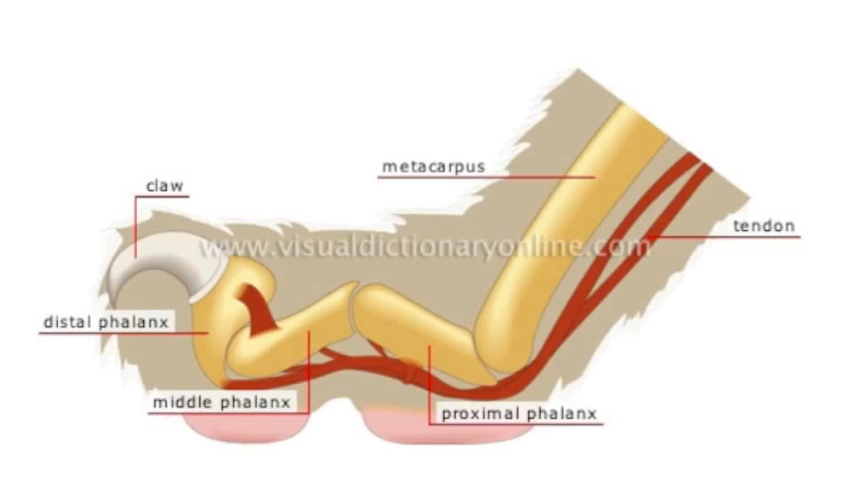 metacarpus
claw
tendon
www.visualdictionaryonline.com
distal phalanx
middle phalanx
proximal phalanx